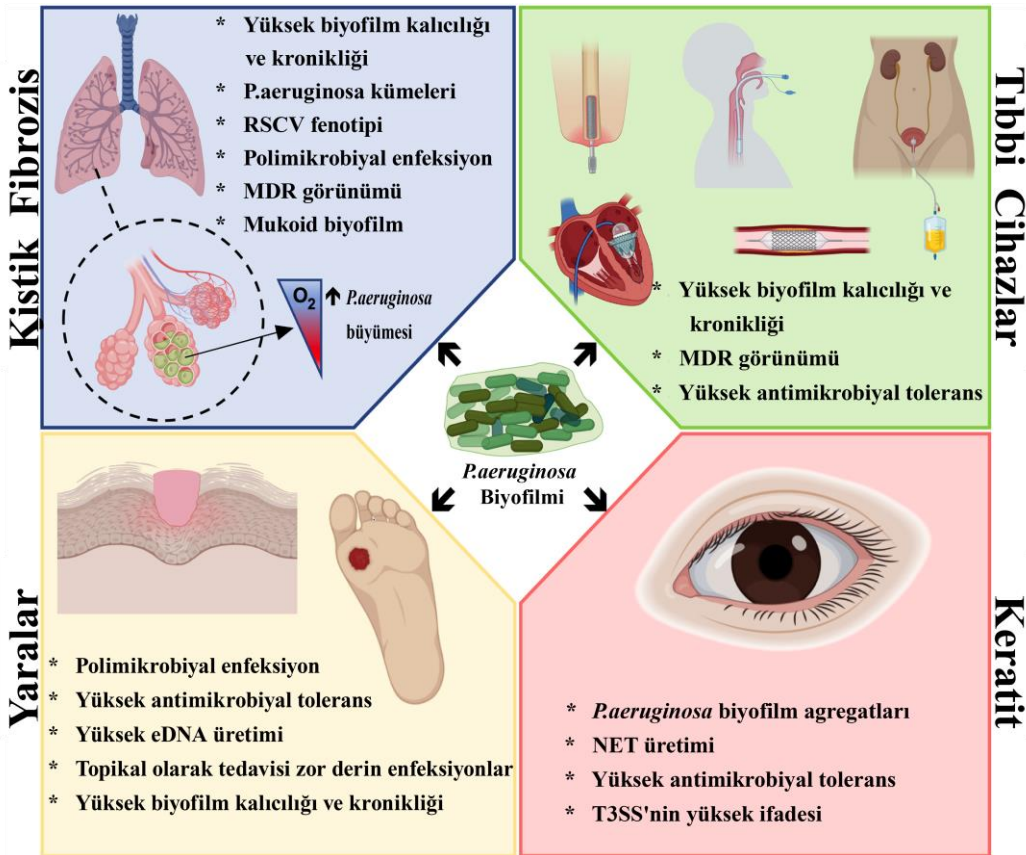 Kistik Fibrozis
* Yüksek biyofilm kalıcılığı
ve kronikliği
* P.aeruginosa kümeleri
* RSCV fenotipi
* Polimikrobiyal enfeksiyon
* MDR görünümü
* Mukoid biyofilm
O2
P.aeruginosa
büyümesi
Tıbbi Cihazlar
* Yüksek biyofilm kalıcılığı ve
kronikliği
* MDR görünümü
* Yüksek antimikrobiyal tolerans
P.aeruginosa
Biyofilmi
Yaralar
* Polimikrobiyal enfeksiyon
* Yüksek antimikrobiyal tolerans
* Yüksek eDNA üretimi
* Topikal olarak tedavisi zor derin enfeksiyonlar
* Yüksek biyofilm kalıcılığı ve kronikliği
Keratit
* P.aeruginosa biyofilm agregatları
* NET üretimi
* Yüksek antimikrobiyal tolerans
* T3SS'nin yüksek ifadesi